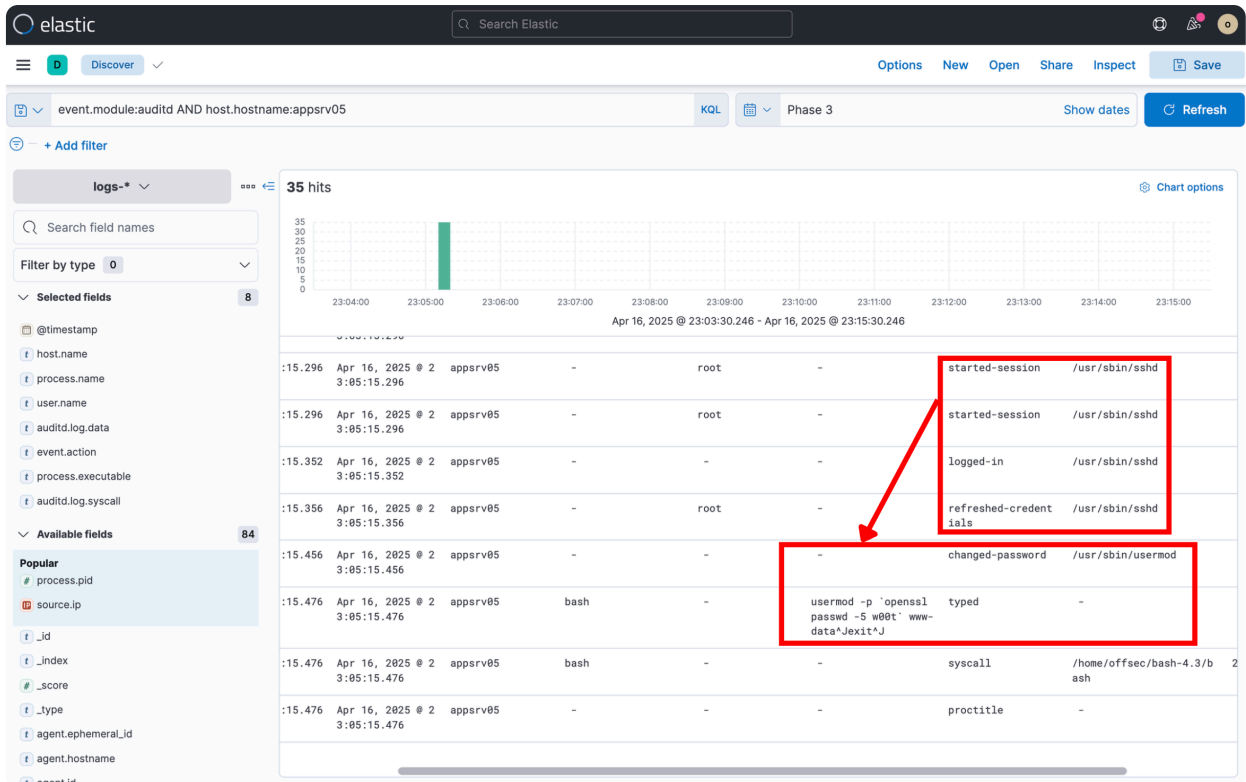 elastic
Search Elastic
o
D
Discover
Options
New
Open
Share
Inspect
Save
event.module:auditd AND host.hostname:appsrv05
KQL
Phase 3
Show dates
Refresh
+ Add filter
logs-*
35 hits
Chart options
Search field names
Filter by type 0
Selected fields 8
@timestamp
t host.name
t process.name
t user.name
t auditd.log.data
t event.action
t process.executable
t auditd.log.syscall
Available fields 84
Popular
# process.pid
IP source.ip
t _id
t _index
# _score
t _type
t agent.ephemeral_id
t agent.hostname
35
30
25
20
15
10
5
0
23:04:00 23:05:00 23:06:00 23:07:00 23:08:00 23:09:00 23:10:00 23:11:00 23:12:00 23:13:00 23:14:00 23:15:00
Apr 16, 2025 @ 23:03:30.246 - Apr 16, 2025 @ 23:15:30.246
:15.296 Apr 16, 2025 @ 2 appsrv05 - root - started-session /usr/sbin/sshd
3:05:15.296
:15.296 Apr 16, 2025 @ 2 appsrv05 - root - started-session /usr/sbin/sshd
3:05:15.296
:15.352 Apr 16, 2025 @ 2 appsrv05 - - - logged-in /usr/sbin/sshd
3:05:15.352
:15.356 Apr 16, 2025 @ 2 appsrv05 - root - refreshed-credent /usr/sbin/sshd
3:05:15.356 ials
:15.456 Apr 16, 2025 @ 2 appsrv05 - - - changed-password /usr/sbin/usermod
3:05:15.456
:15.476 Apr 16, 2025 @ 2 appsrv05 bash - usermod -p `openssl typed -
3:05:15.476 passwd -5 w00t` www-
data^Jexit^J
:15.476 Apr 16, 2025 @ 2 appsrv05 bash - - syscall /home/offsec/bash-4.3/b 2
3:05:15.476 ash
:15.476 Apr 16, 2025 @ 2 appsrv05 - - - proctitle -
3:05:15.476